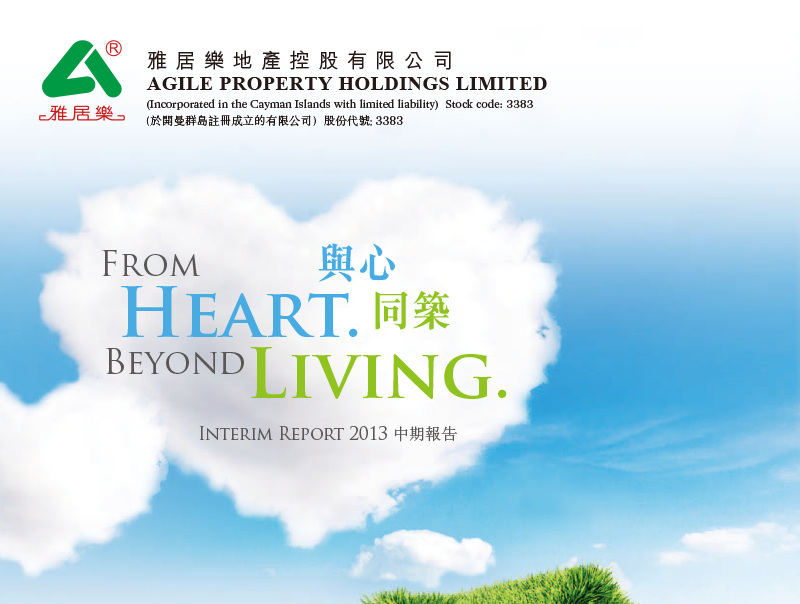 ®
雅居樂
雅居樂地產控股有限公司
AGILE PROPERTY HOLDINGS LIMITED
(Incorporated in the Cayman Islands with limited liability) Stock code: 3383
(於開曼群島註冊成立的有限公司) 股份代號: 3383
FROM 與心
HEART. 同築
BEYOND LIVING.
INTERIM REPORT 2013 中期報告